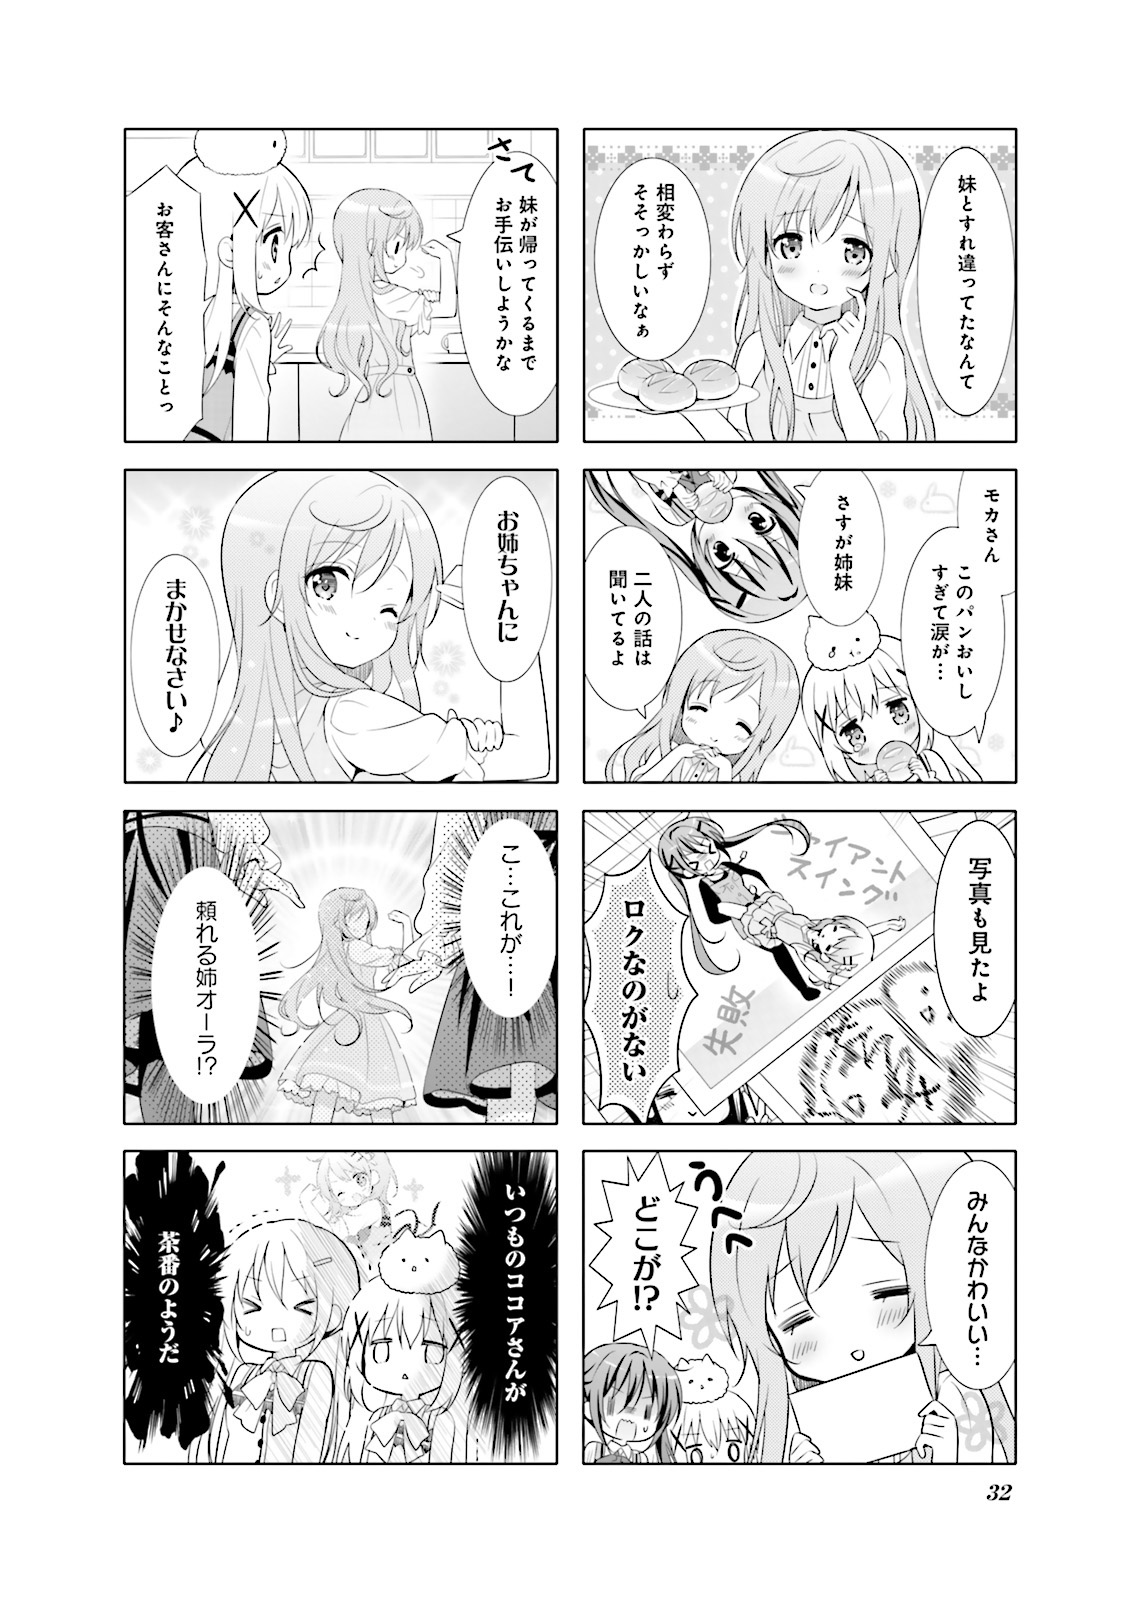 妹とすれ違ってたなんて
相変わらず
そそっかしいなぁ
モカさん
このパンおいし
すぎて涙が…
さすが姉妹
二人の話は
聞いてるよ
写真も見たよ
ジャイアント
スイング
失敗
ロクなのがない
みんなかわいい…
うふふ
どこが!?
さて
妹が帰ってくるまで
お手伝いしようかな
お客さんにそんなことっ
お姉ちゃんに
まかせなさい♪
こ…これが…!
頼れる姉オーラ!?
いつものココアさんが
茶番のようだ
32